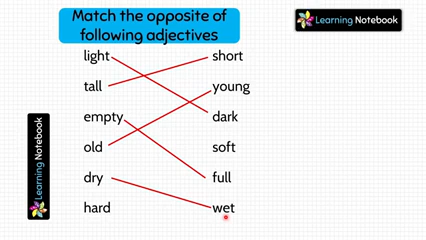 Match the opposite of
following adjectives
Learning Notebook
light short
tall young
empty dark
old soft
dry full
hard wet
Learning Notebook